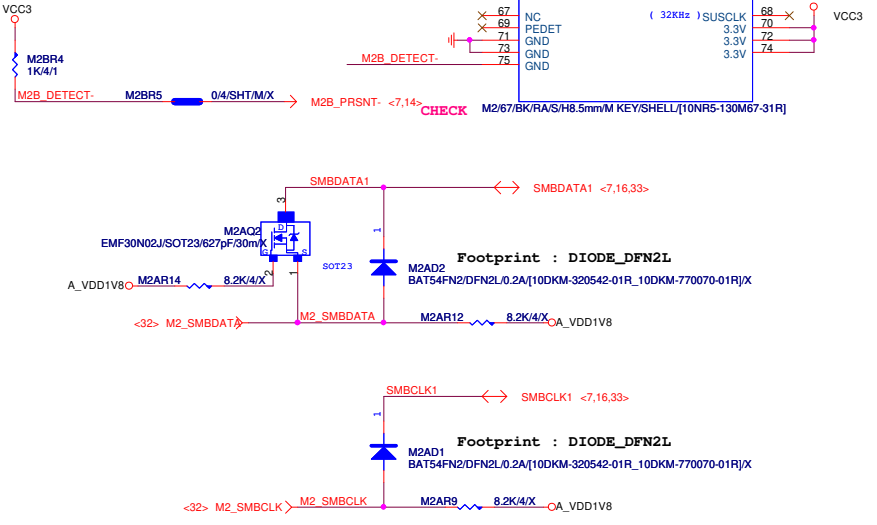 VCC3
M2BR4
1K/4/1
M2B_DETECT-
M2BR5
0/4/SHT/M/X
M2B_PRSNT- <7,14>
M2B_DETECT-
67
69
71
73
75
NC
PEDET
GND
GND
GND
( 32KHz )
SUSCLK
3.3V
3.3V
3.3V
68
70
72
74
VCC3
CHECK
M2/67/BK/RA/S/H8.5mm/M KEY/SHELL/[10NR5-130M67-31R]
SMBDATA1
SMBDATA1 <7,16,33>
3
D
G
S
M2AQ2
EMF30N02J/SOT23/627pF/30m/X
SOT23
2
1
1
Footprint : DIODE_DFN2L
M2AD2
BAT54FN2/DFN2L/0.2A/[10DKM-320542-01R_10DKM-770070-01R]/X
A_VDD1V8
M2AR14
8.2K/4/X
<32> M2_SMBDATA
M2_SMBDATA
M2AR12
8.2K/4/X
A_VDD1V8
SMBCLK1
SMBCLK1 <7,16,33>
1
Footprint : DIODE_DFN2L
M2AD1
BAT54FN2/DFN2L/0.2A/[10DKM-320542-01R_10DKM-770070-01R]/X
<32> M2_SMBCLK
M2_SMBCLK
M2AR9
8.2K/4/X
A_VDD1V8